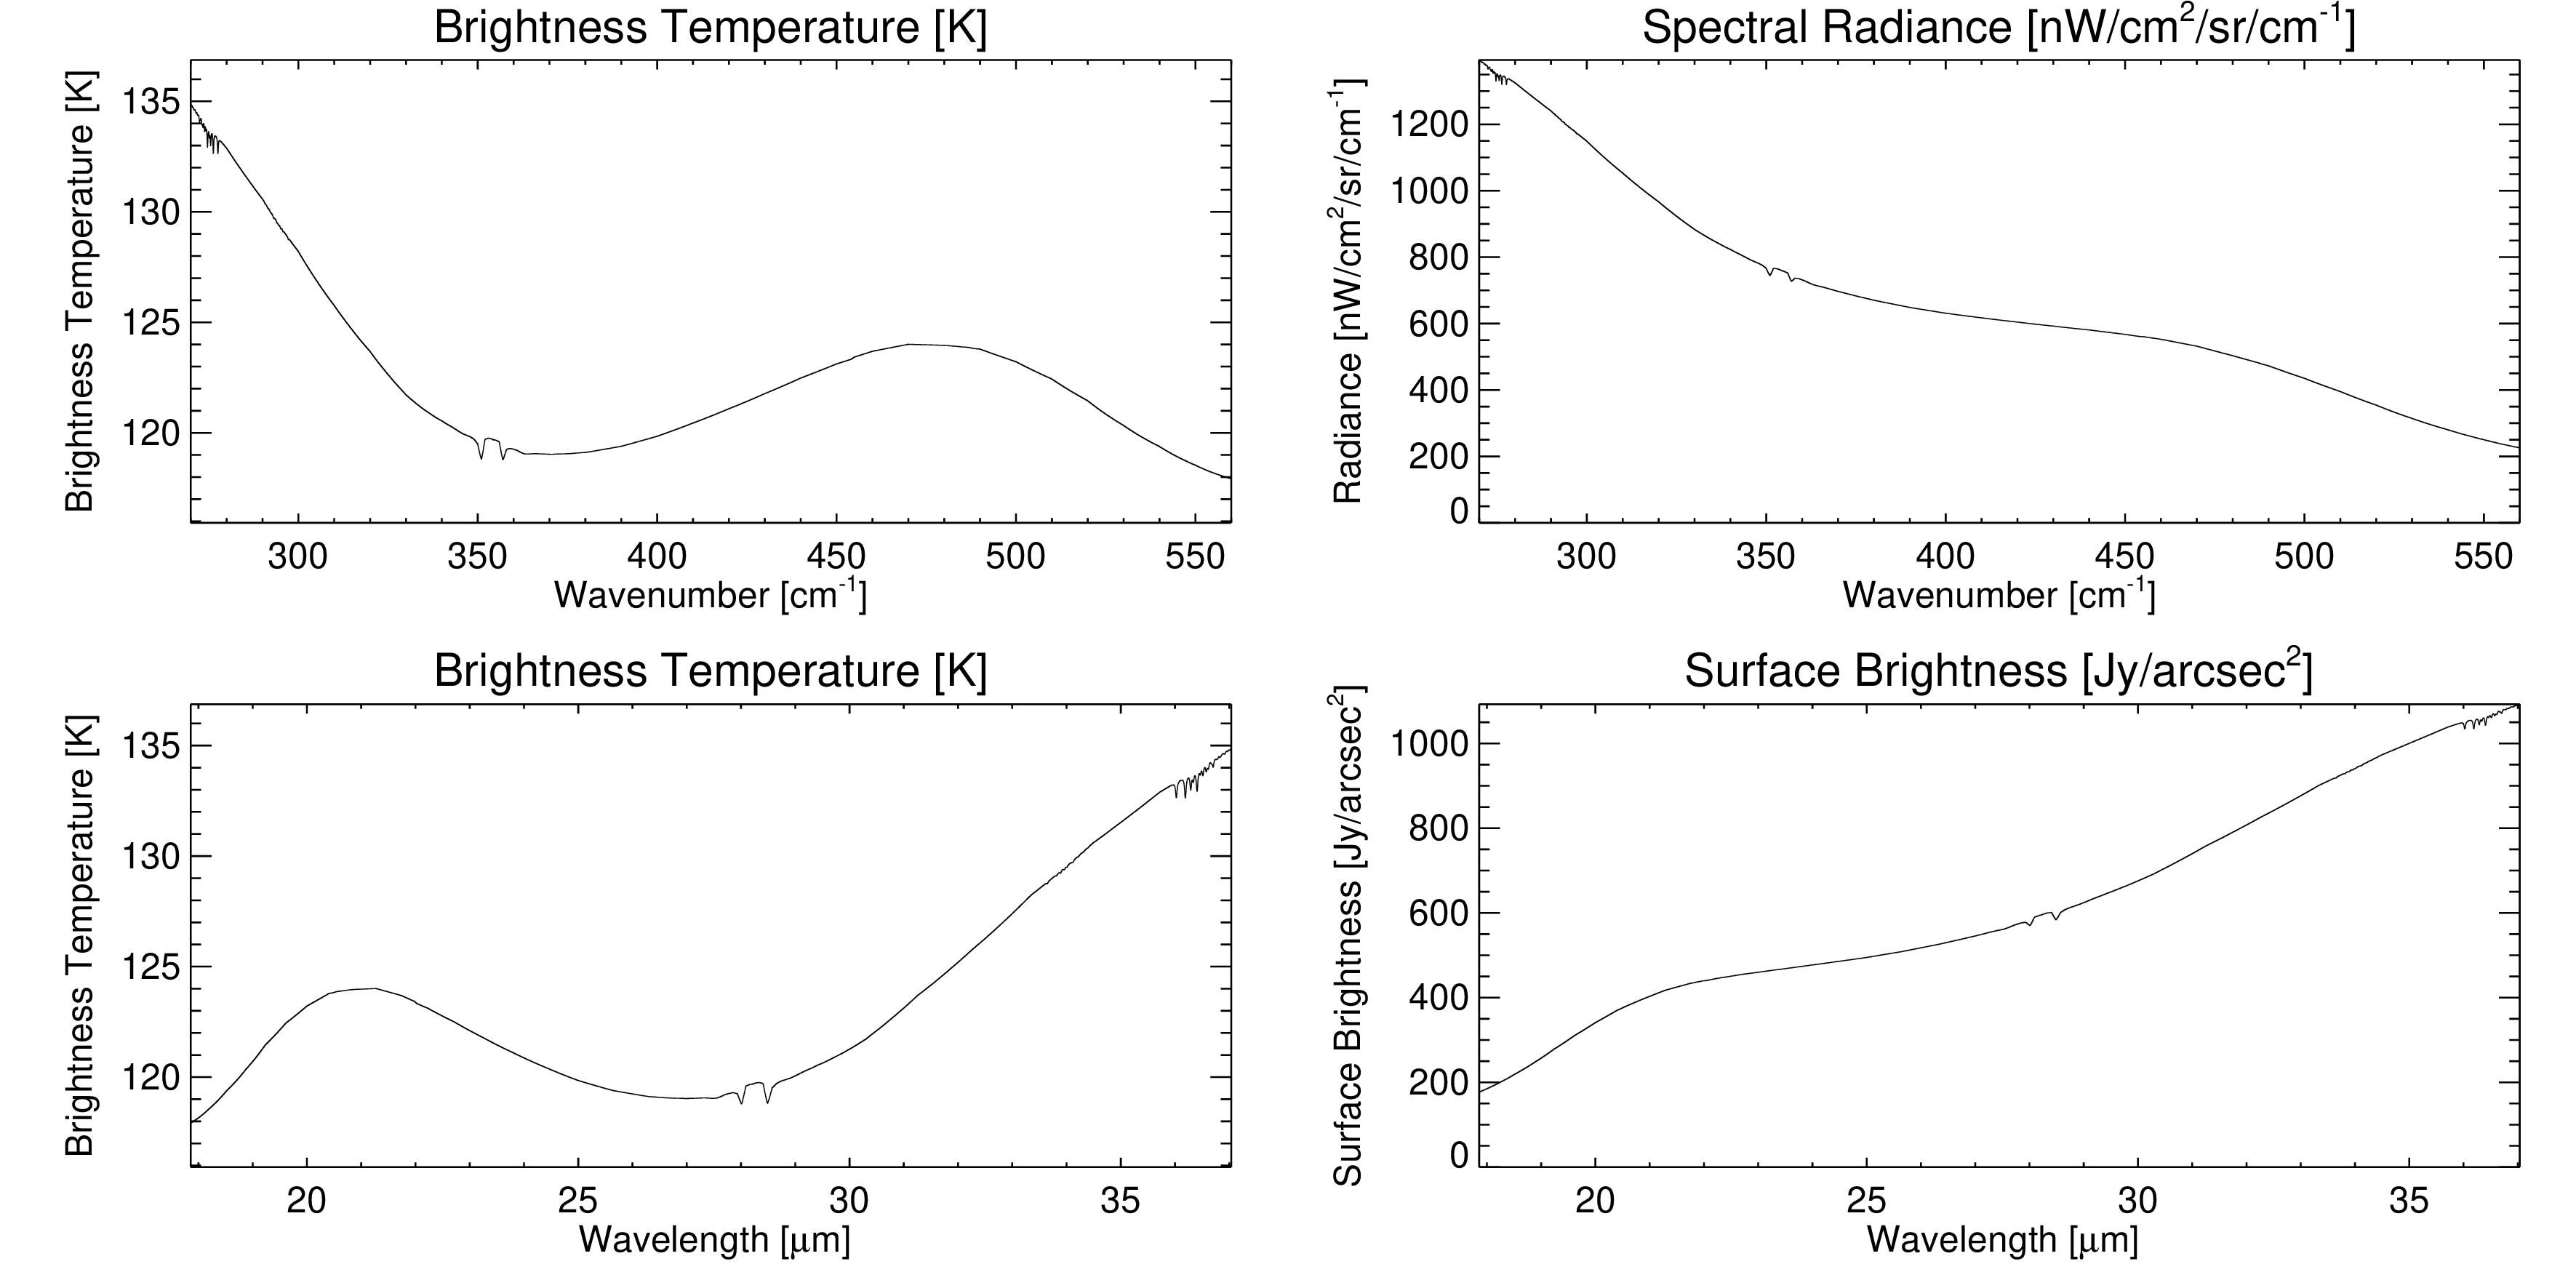 Brightness Temperature [K]
Brightness Temperature [K]
135
130
125
120
300 350 400 450 500 550
Wavenumber [cm⁻¹]
Spectral Radiance [nW/cm²/sr/cm⁻¹]
Radiance [nW/cm²/sr/cm⁻¹]
1200
1000
800
600
400
200
0
300 350 400 450 500 550
Wavenumber [cm⁻¹]
Brightness Temperature [K]
Brightness Temperature [K]
135
130
125
120
20 25 30 35
Wavelength [μm]
Surface Brightness [Jy/arcsec²]
Surface Brightness [Jy/arcsec²]
1000
800
600
400
200
0
20 25 30 35
Wavelength [μm]